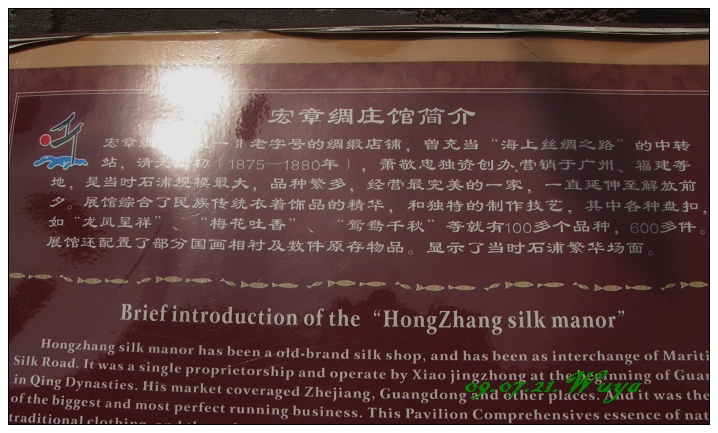 宏章绸庄馆简介
宏章 老字号的绸缎店铺，曾充当“海上丝绸之路”的中转
站，清光 初（1875—1880年），萧敬忠独资创办,营销于广州、福建等
地，是当时石浦规模最大，品种繁多，经营最完美的一家，一直延伸至解放前
夕。展馆综合了民族传统衣着饰品的精华，和独特的制作技艺，其中各种盘扣，
如“龙凤呈祥”、“梅花吐香”、“鸳鸯千秋”等就有100多个品种，600多件。
展馆还配置了部分国画相衬及数件原存物品。显示了当时石浦繁华场面。
Brief introduction of the “HongZhang silk manor”
Hongzhang silk manor has been a old-brand silk shop, and has been as interchange of Mariti
Silk Road. It was a single proprietorship and operate by Xiao jingzhong at the beginning of Guan
in Qing Dynasties. His market coveraged Zhejiang, Guangdong and other places. And it was the
of the biggest and most perfect running business. This Pavilion Comprehensives essence of nat
traditional clothing, and
09.07.21. Wuya